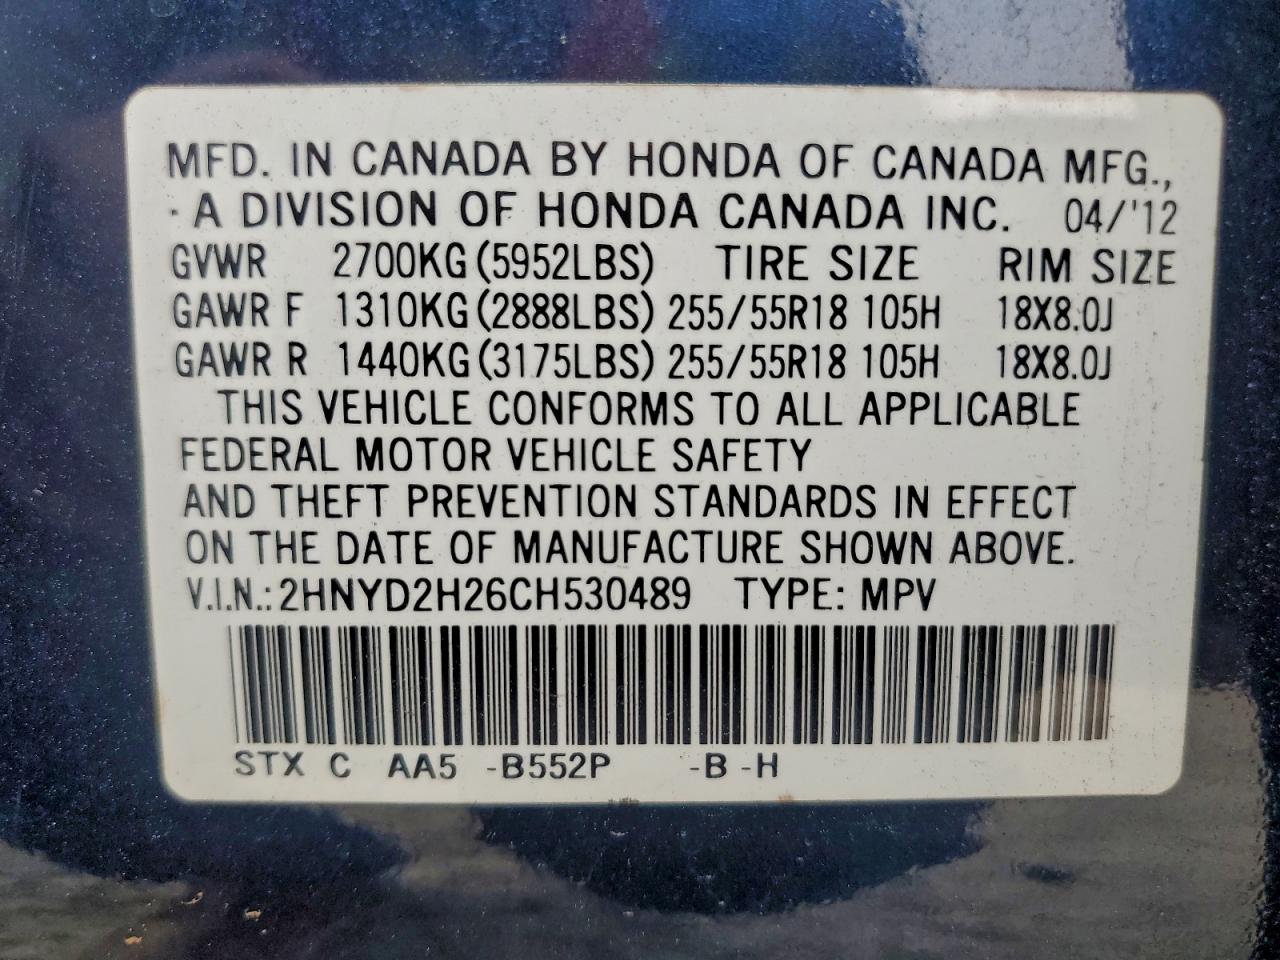 MFD. IN CANADA BY HONDA OF CANADA MFG.,
· A DIVISION OF HONDA CANADA INC. 04/'12
GVWR 2700KG (5952LBS) TIRE SIZE RIM SIZE
GAWR F 1310KG (2888LBS) 255/55R18 105H 18X8.0J
GAWR R 1440KG (3175LBS) 255/55R18 105H 18X8.0J
THIS VEHICLE CONFORMS TO ALL APPLICABLE
FEDERAL MOTOR VEHICLE SAFETY
AND THEFT PREVENTION STANDARDS IN EFFECT
ON THE DATE OF MANUFACTURE SHOWN ABOVE.
V.I.N.: 2HNYD2H26CH530489 TYPE: MPV
STX C AA5 -B552P -B -H